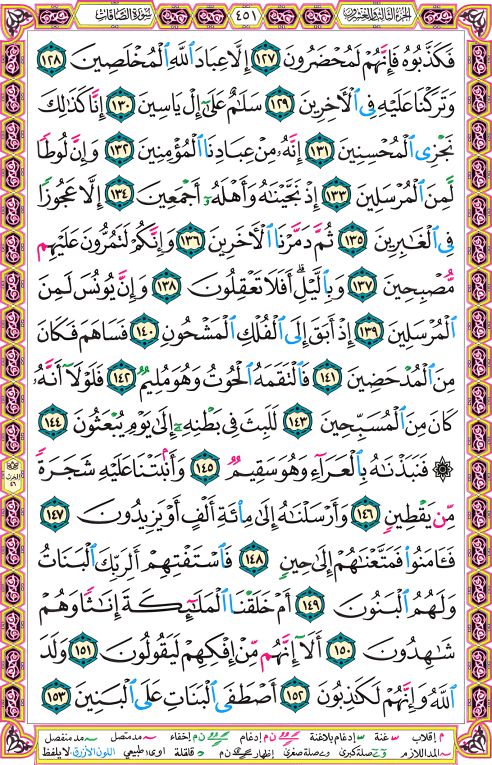 الجزء الثالث والعشرون ٤٥١ سورة الصافات
فَكَذَّبُوهُ فَإِنَّهُمْ لَمُحْضَرُونَ ١٢٧ إِلَّا عِبَادَ ٱللَّهِ ٱلْمُخْلَصِينَ ١٢٨
وَتَرَكْنَا عَلَيْهِ فِى ٱلْأَخِرِينَ ١٢٩ سَلَٰمٌ عَلَىٰٓ إِلْ يَاسِينَ ١٣٠ إِنَّا كَذَٰلِكَ
نَجْزِى ٱلْمُحْسِنِينَ ١٣١ إِنَّهُۥ مِنْ عِبَادِنَا ٱلْمُؤْمِنِينَ ١٣٢ وَإِنَّ لُوطًا
لَّمِنَ ٱلْمُرْسَلِينَ ١٣٣ إِذْ نَجَّيْنَٰهُ وَأَهْلَهُۥٓ أَجْمَعِينَ ١٣٤ إِلَّا عَجُوزًا
فِى ٱلْغَٰبِرِينَ ١٣٥ ثُمَّ دَمَّرْنَا ٱلْأَخَرِينَ ١٣٦ وَإِنَّكُمْ لَتَمُرُّونَ عَلَيْهِم
مُّصْبِحِينَ ١٣٧ وَبِٱلَّيْلِ ۗ أَفَلَا تَعْقِلُونَ ١٣٨ وَإِنَّ يُونُسَ لَمِنَ
ٱلْمُرْسَلِينَ ١٣٩ إِذْ أَبَقَ إِلَى ٱلْفُلْكِ ٱلْمَشْحُونِ ١٤٠ فَسَاهَمَ فَكَانَ
مِنَ ٱلْمُدْحَضِينَ ١٤١ فَٱلْتَقَمَهُ ٱلْحُوتُ وَهُوَ مُلِيمٌ ١٤٢ فَلَوْلَآ أَنَّهُۥ
كَانَ مِنَ ٱلْمُسَبِّحِينَ ١٤٣ لَلَبِثَ فِى بَطْنِهِۦٓ إِلَىٰ يَوْمِ يُبْعَثُونَ ١٤٤
۞ فَنَبَذْنَٰهُ بِٱلْعَرَآءِ وَهُوَ سَقِيمٌ ١٤٥ وَأَنۢبَتْنَا عَلَيْهِ شَجَرَةً
مِّن يَقْطِينٍ ١٤٦ وَأَرْسَلْنَٰهُ إِلَىٰ مِا۟ئَةِ أَلْفٍ أَوْ يَزِيدُونَ ١٤٧
فَـَٔامَنُوا۟ فَمَتَّعْنَٰهُمْ إِلَىٰ حِينٍ ١٤٨ فَٱسْتَفْتِهِمْ أَلِرَبِّكَ ٱلْبَنَاتُ
وَلَهُمُ ٱلْبَنُونَ ١٤٩ أَمْ خَلَقْنَا ٱلْمَلَٰٓئِكَةَ إِنَٰثًا وَهُمْ
شَٰهِدُونَ ١٥٠ أَلَآ إِنَّهُم مِّنْ إِفْكِهِمْ لَيَقُولُونَ ١٥١ وَلَدَ
ٱللَّهُ وَإِنَّهُمْ لَكَٰذِبُونَ ١٥٢ أَصْطَفَى ٱلْبَنَاتِ عَلَى ٱلْبَنِينَ ١٥٣
م إقلاب غنة إدغام بلاغنة ن م إدغام ن م إخفاء مد متصل مد منفصل
المد اللازم صلة كبرى صلة صغرى إظهار ن م قلقلة اوى طبيعي اللون الأزرق لا يلفظ